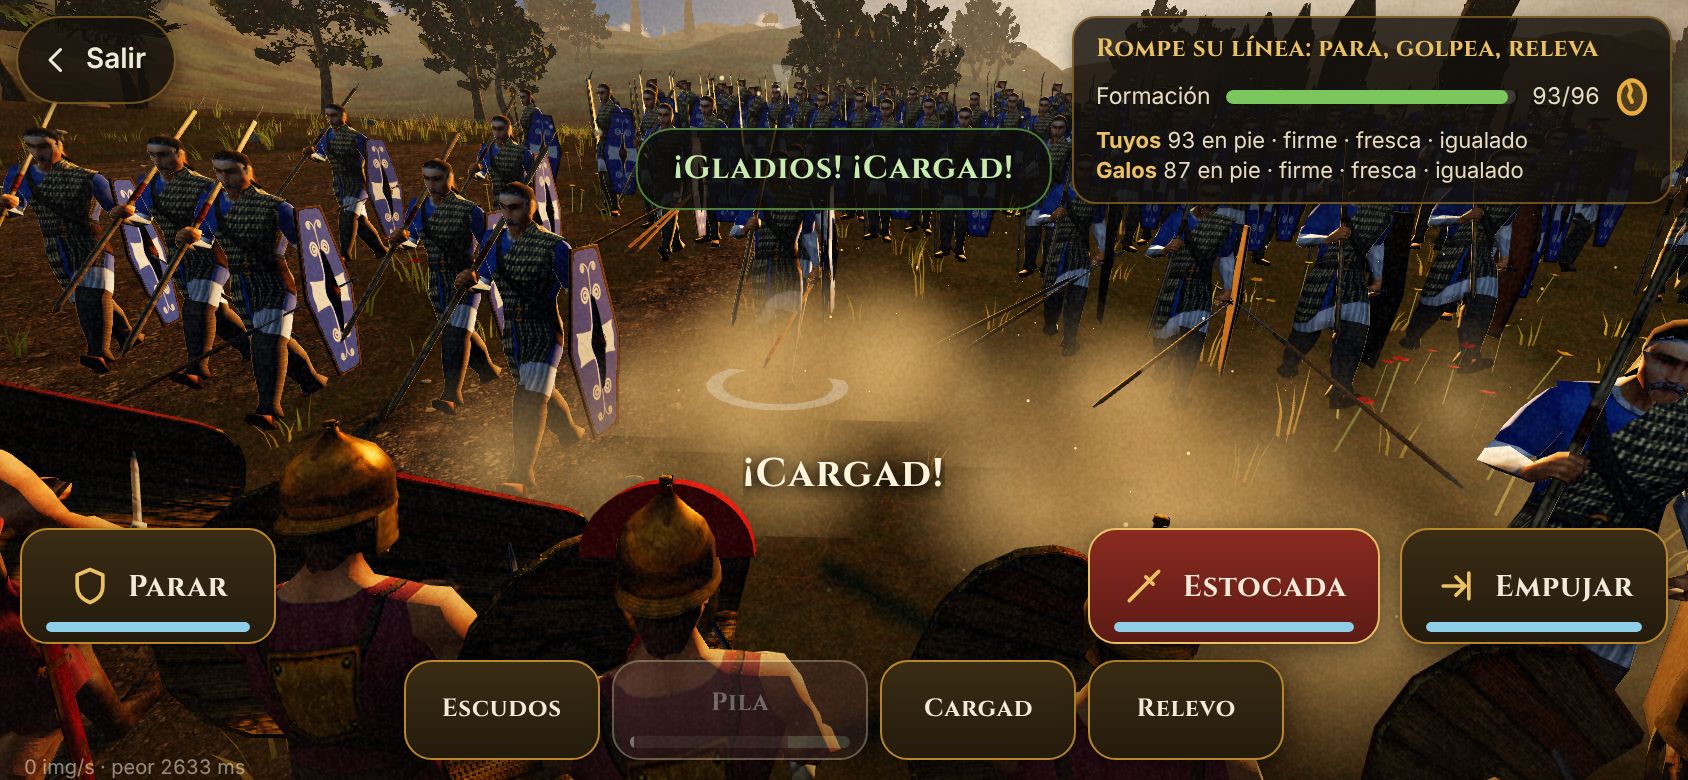 Salir
Rompe su línea: para, golpea, releva
Formación 93/96
Tuyos 93 en pie · firme · fresca · igualado
Galos 87 en pie · firme · fresca · igualado
¡Gladios! ¡Cargad!
¡Cargad!
Parar
Estocada
Empujar
Escudos
Pila
Cargad
Relevo
0 img/s · peor 2633 ms